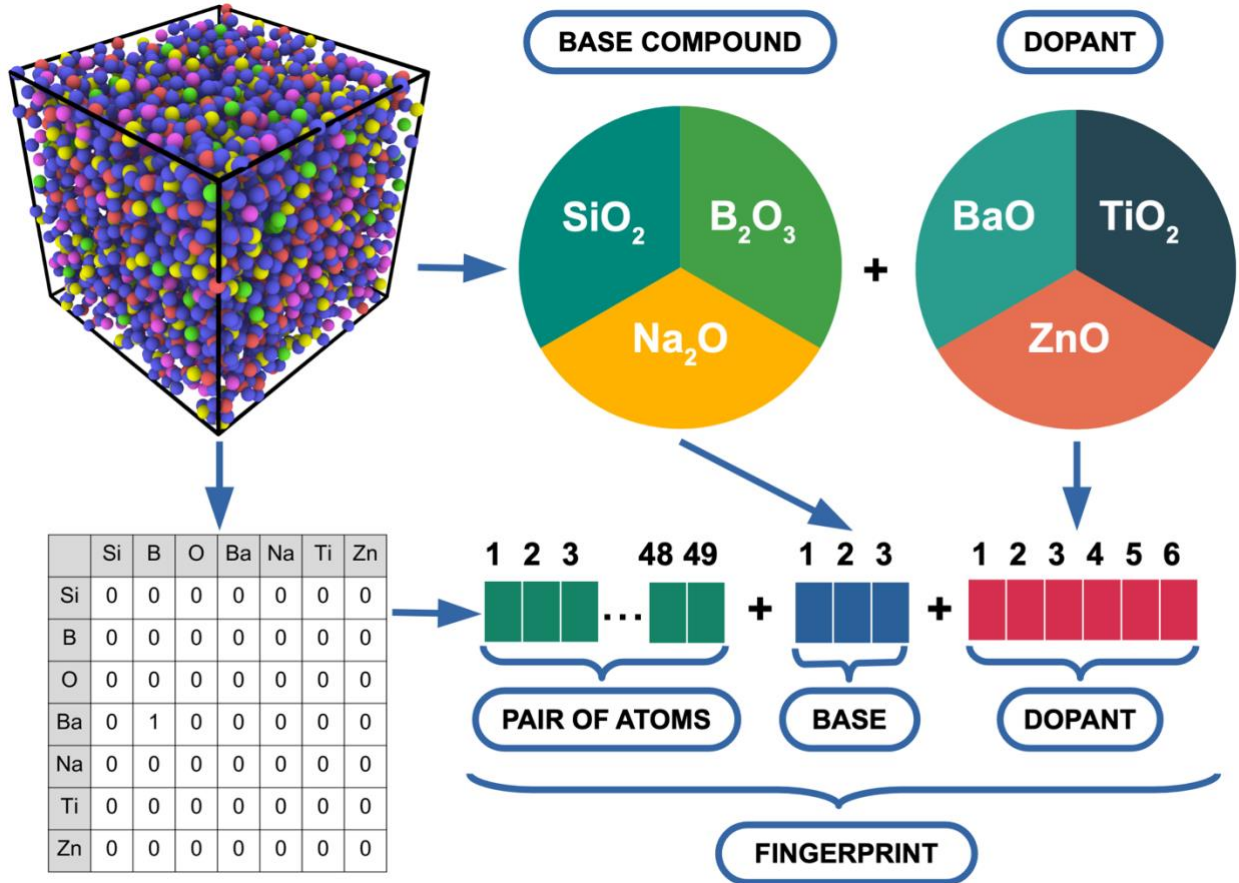 BASE COMPOUND
DOPANT
SiO₂
B₂O₃
Na₂O
+
BaO
TiO₂
ZnO
Si B O Ba Na Ti Zn
Si 0 0 0 0 0 0 0
B 0 0 0 0 0 0 0
O 0 0 0 0 0 0 0
Ba 0 1 0 0 0 0 0
Na 0 0 0 0 0 0 0
Ti 0 0 0 0 0 0 0
Zn 0 0 0 0 0 0 0
1 2 3 48 49
1 2 3
1 2 3 4 5 6
... + +
PAIR OF ATOMS
BASE
DOPANT
FINGERPRINT